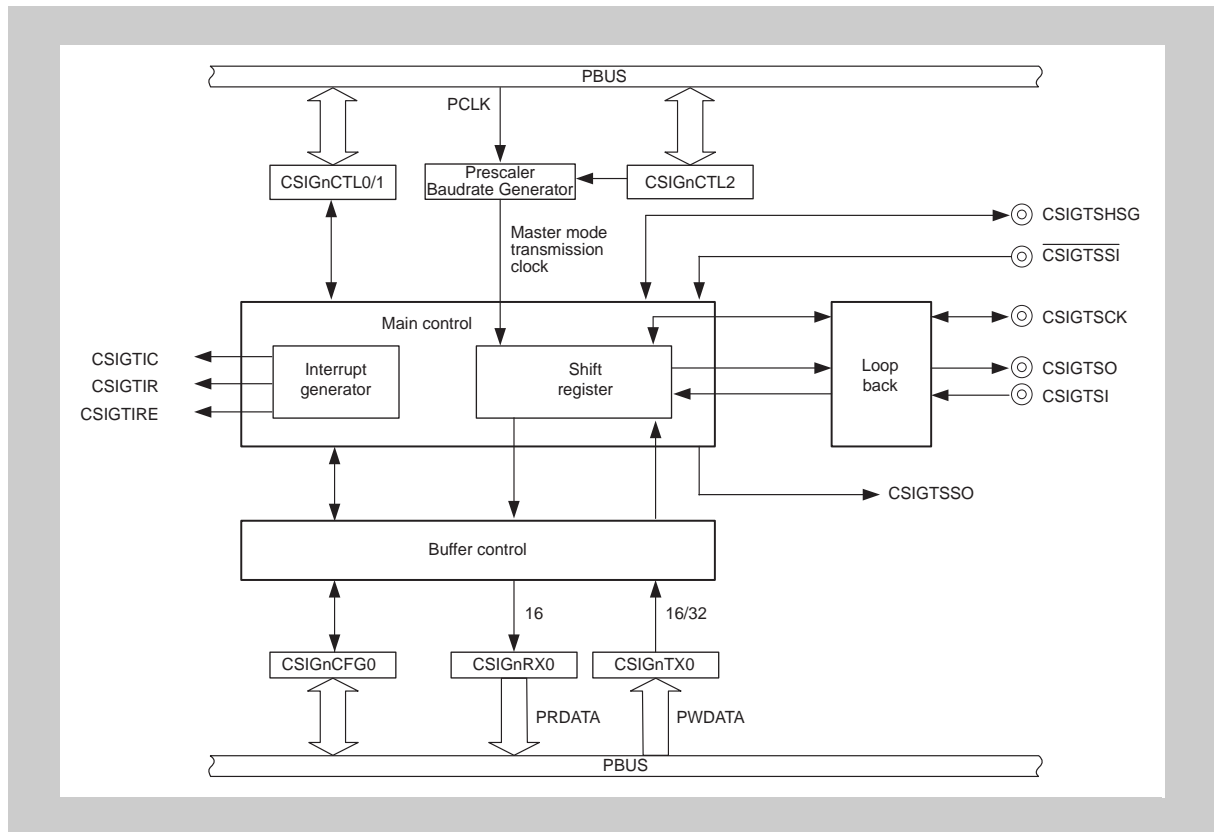 PBUS
PCLK
CSIGnCTL0/1
Prescaler
Baudrate Generator
CSIGnCTL2
CSIGTSHSG
Master mode
transmission
clock
CSIGTSSI
Main control
CSIGTSCK
CSIGTIC
CSIGTIR
CSIGTIRE
Interrupt
generator
Shift
register
Loop
back
CSIGTSO
CSIGTSI
CSIGTSSO
Buffer control
16
16/32
CSIGnCFG0
CSIGnRX0
CSIGnTX0
PRDATA
PWDATA
PBUS